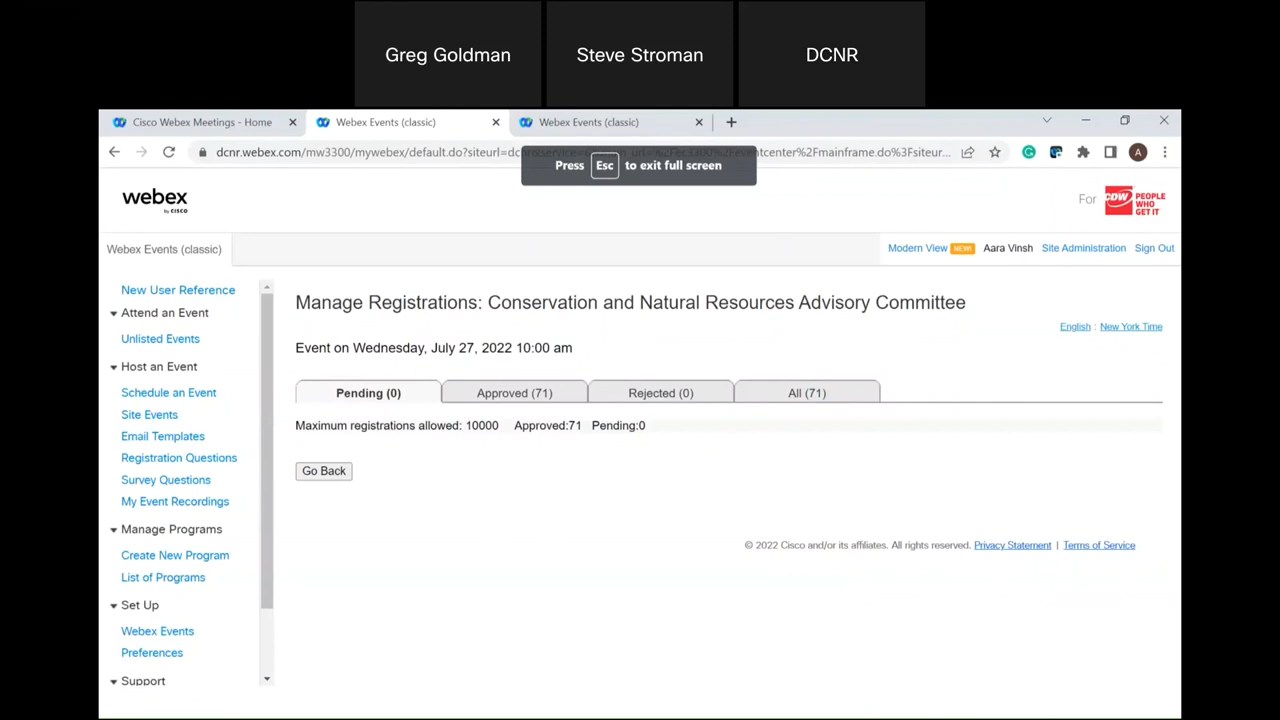 Greg Goldman
Steve Stroman
DCNR
Cisco Webex Meetings - Home
Webex Events (classic)
Webex Events (classic)
Press Esc to exit full screen
webex
by CISCO
For
CDW PEOPLE
WHO
GET IT
Webex Events (classic)
Modern View NEW! Aara Vinsh Site Administration Sign Out
New User Reference
Attend an Event
Unlisted Events
Host an Event
Schedule an Event
Site Events
Email Templates
Registration Questions
Survey Questions
My Event Recordings
Manage Programs
Create New Program
List of Programs
Set Up
Webex Events
Preferences
Support
Manage Registrations: Conservation and Natural Resources Advisory Committee
English : New York Time
Event on Wednesday, July 27, 2022 10:00 am
Pending (0) Approved (71) Rejected (0) All (71)
Maximum registrations allowed: 10000 Approved:71 Pending:0
Go Back
© 2022 Cisco and/or its affiliates. All rights reserved. Privacy Statement | Terms of Service